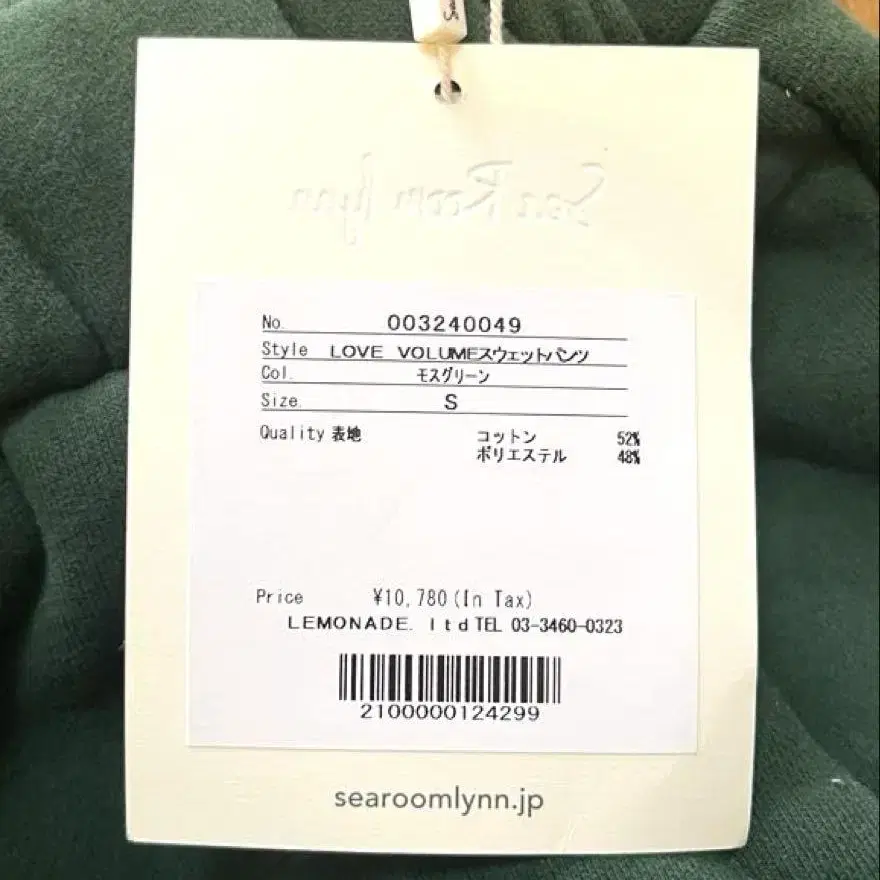 Sea Room lynn
No. 003240049
Style LOVE VOLUMEスウェットパンツ
Col. モスグリーン
Size. S
Quality 表地 コットン 52%
ポリエステル 48%
Price ¥10,780(In Tax)
LEMONADE. ltd TEL 03-3460-0323
2100000124299
searoomlynn.jp